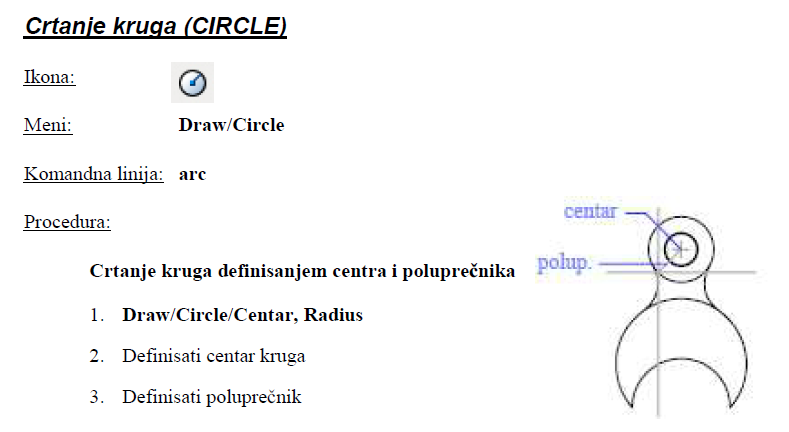 Crtanje kruga (CIRCLE)
Ikona:
Meni: Draw/Circle
Komandna linija: arc
Procedura:
Crtanje kruga definisanjem centra i poluprečnika
1. Draw/Circle/Centar, Radius
2. Definisati centar kruga
3. Definisati poluprečnik
centar
polup.